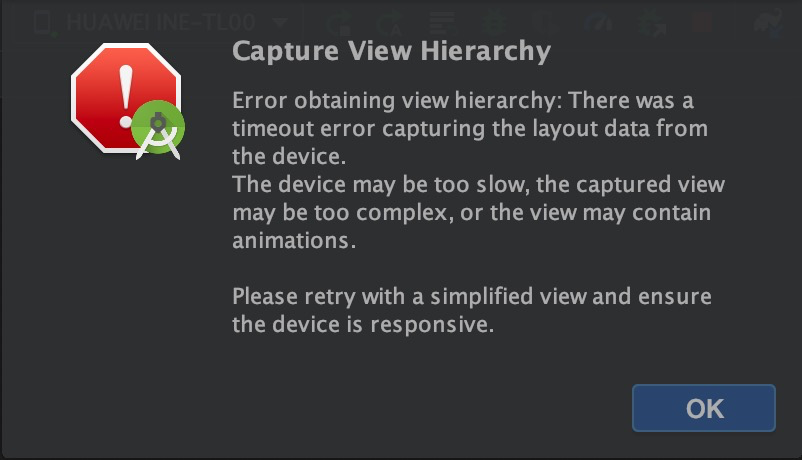 HUAWEI INE-TL00
Capture View Hierarchy
Error obtaining view hierarchy: There was a
timeout error capturing the layout data from
the device.
The device may be too slow, the captured view
may be too complex, or the view may contain
animations.
Please retry with a simplified view and ensure
the device is responsive.
OK